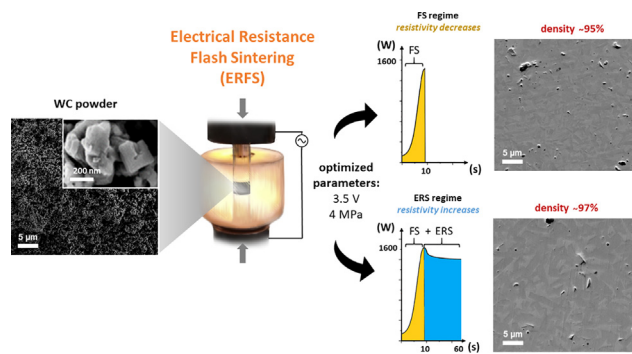 Electrical Resistance
Flash Sintering
(ERFS)
WC powder
200 nm
5 µm
optimized
parameters:
3.5 V
4 MPa
FS regime
resistivity decreases
(W)
1600
FS
10
(s)
density ~95%
5 µm
ERS regime
resistivity increases
(W)
1600
FS + ERS
10
60
(s)
density ~97%
5 µm